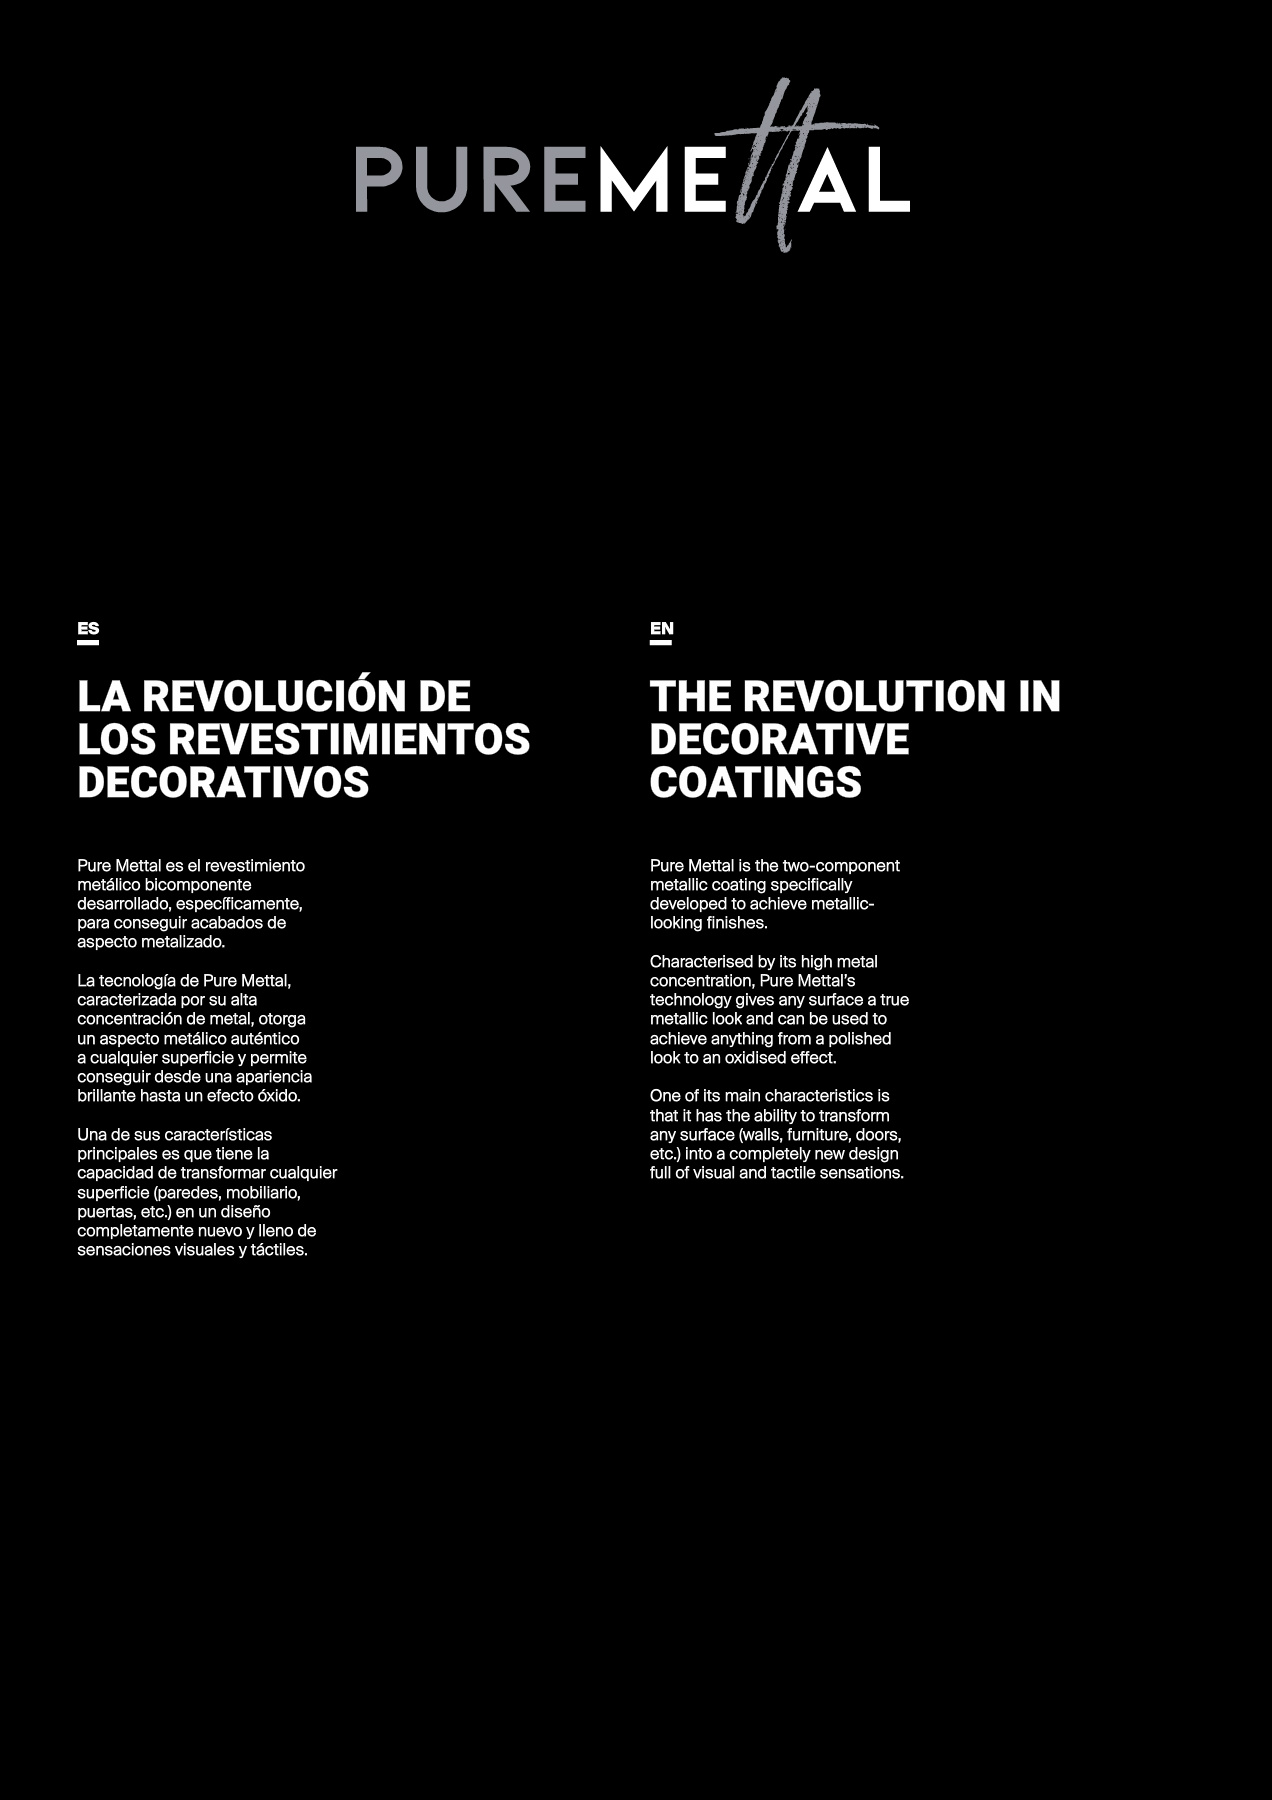 PUREMETTAL
ES
LA REVOLUCIÓN DE
LOS REVESTIMIENTOS
DECORATIVOS
Pure Mettal es el revestimiento
metálico bicomponente
desarrollado, específicamente,
para conseguir acabados de
aspecto metalizado.
La tecnología de Pure Mettal,
caracterizada por su alta
concentración de metal, otorga
un aspecto metálico auténtico
a cualquier superficie y permite
conseguir desde una apariencia
brillante hasta un efecto óxido.
Una de sus características
principales es que tiene la
capacidad de transformar cualquier
superficie (paredes, mobiliario,
puertas, etc.) en un diseño
completamente nuevo y lleno de
sensaciones visuales y táctiles.
EN
THE REVOLUTION IN
DECORATIVE
COATINGS
Pure Mettal is the two-component
metallic coating specifically
developed to achieve metallic-
looking finishes.
Characterised by its high metal
concentration, Pure Mettal’s
technology gives any surface a true
metallic look and can be used to
achieve anything from a polished
look to an oxidised effect.
One of its main characteristics is
that it has the ability to transform
any surface (walls, furniture, doors,
etc.) into a completely new design
full of visual and tactile sensations.